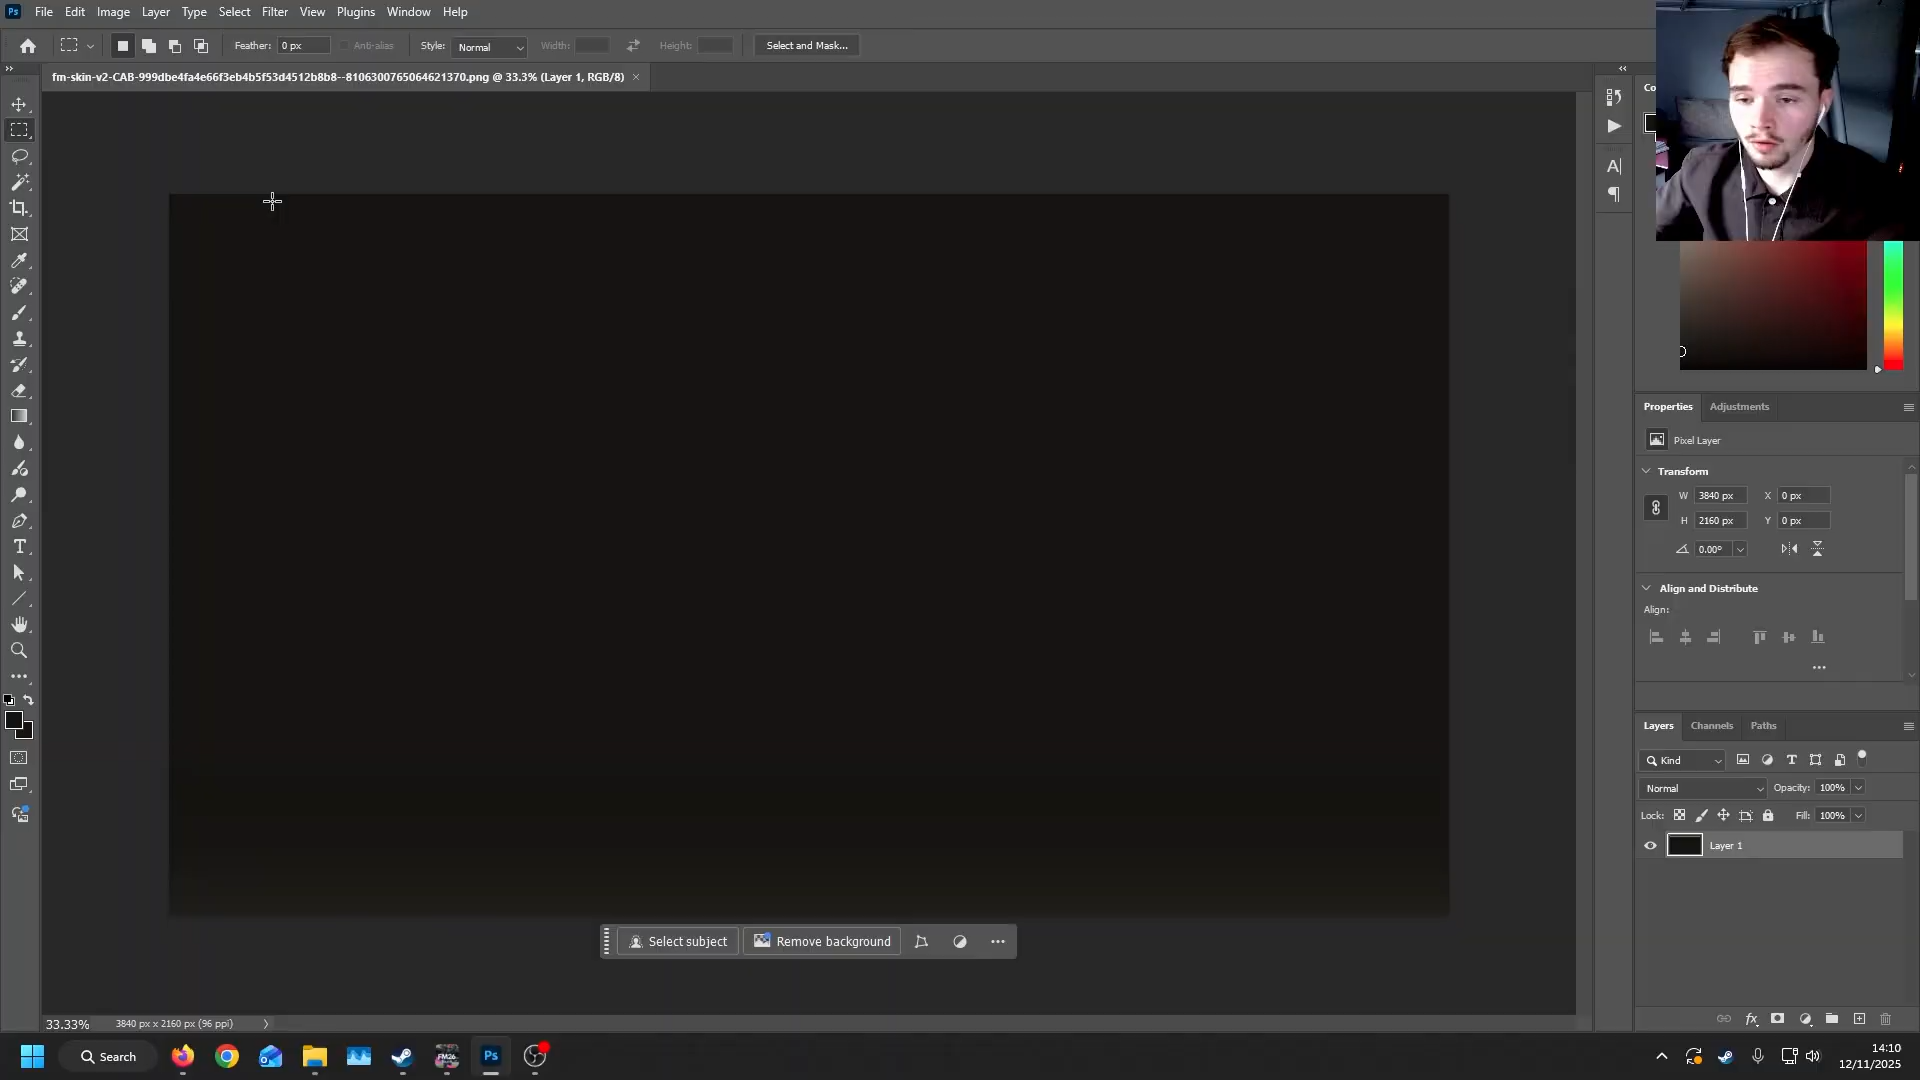 Ps File Edit Image Layer Type Select Filter View Plugins Window Help
Feather: 0 px Anti-alias Style: Normal Width: Height: Select and Mask...
fm-skin-v2-CAB-999dbe4fa4e66f3eb4b5f53d4512b8b8--8106300765064621370.png @ 33.3% (Layer 1, RGB/8)
Co
Properties Adjustments
Pixel Layer
Transform
W 3840 px X 0 px
H 2160 px Y 0 px
0.00°
Align and Distribute
Align:
Layers Channels Paths
Kind
Normal Opacity: 100%
Lock: Fill: 100%
Layer 1
Select subject Remove background
33.33% 3840 px x 2160 px (96 ppi)
Search
FM26
Ps
14:10
12/11/2025